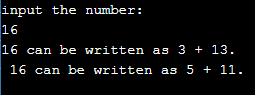 input the number:
16
16 can be written as 3 + 13.
16 can be written as 5 + 11.